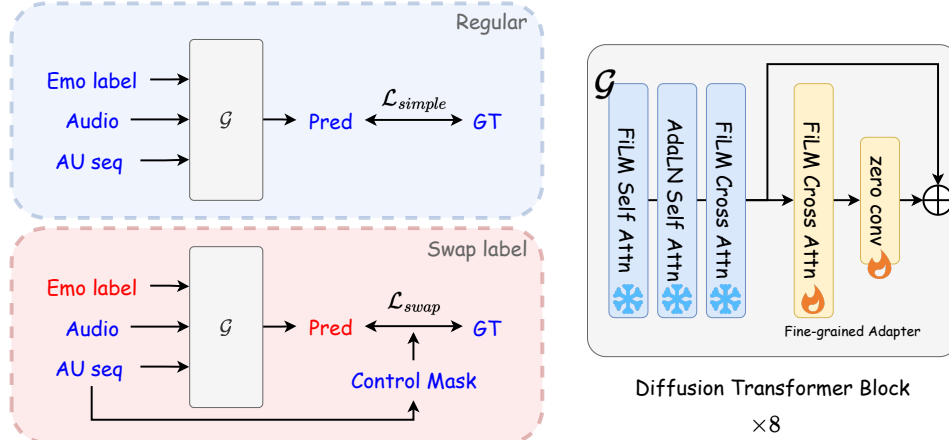 Regular
Emo label
Audio
AU seq
𝒢
Pred
ℒ_simple
GT
Swap label
Emo label
Audio
AU seq
𝒢
Pred
ℒ_swap
GT
Control Mask
𝒢
FiLM Self Attn
AdaLN Self Attn
FiLM Cross Attn
FiLM Cross Attn
zero conv
Fine-grained Adapter
Diffusion Transformer Block
×8